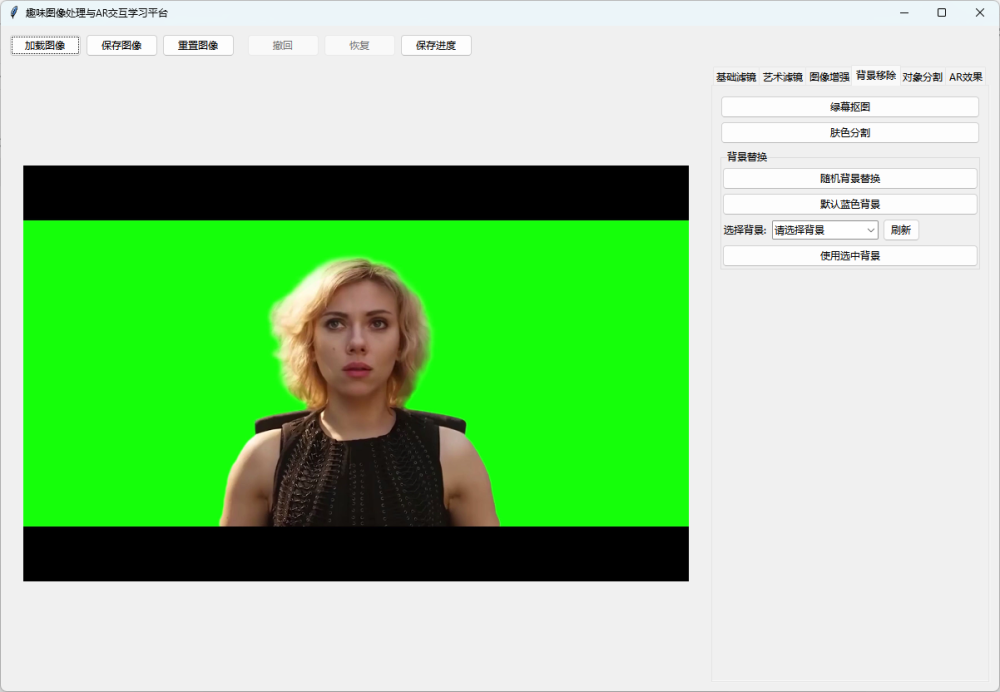 趣味图像处理与AR交互学习平台
加载图像 保存图像 重置图像 撤回 恢复 保存进度
基础滤镜 艺术滤镜 图像增强 背景移除 对象分割 AR效果
绿幕抠图
肤色分割
背景替换
随机背景替换
默认蓝色背景
选择背景: 请选择背景 刷新
使用选中背景